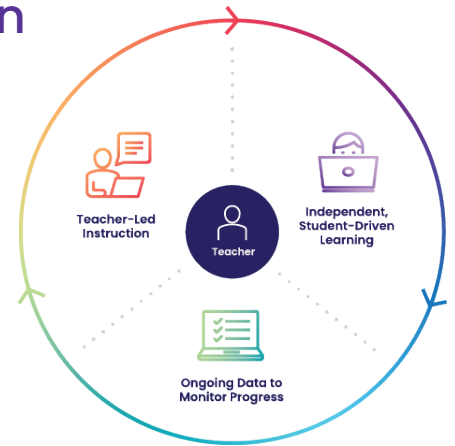 n
Teacher-Led
Instruction
Independent,
Student-Driven
Learning
Teacher
Ongoing Data to
Monitor Progress